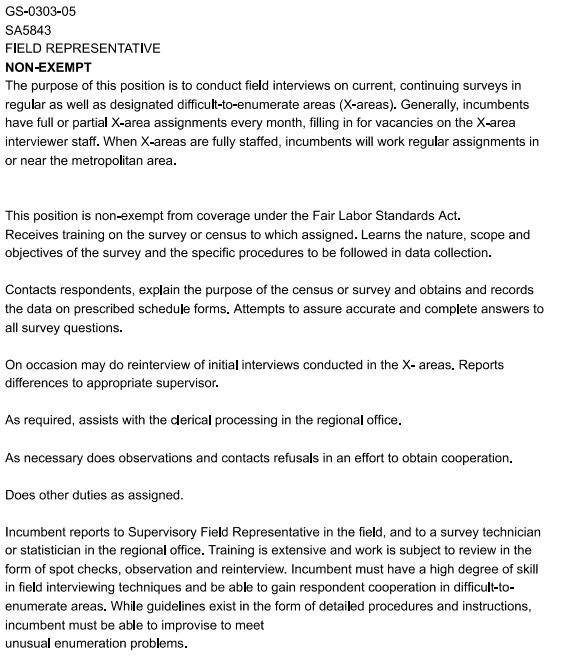 GS-0303-05
SA5843
FIELD REPRESENTATIVE
NON-EXEMPT
The purpose of this position is to conduct field interviews on current, continuing surveys in
regular as well as designated difficult-to-enumerate areas (X-areas). Generally, incumbents
have full or partial X-area assignments every month, filling in for vacancies on the X-area
interviewer staff. When X-areas are fully staffed, incumbents will work regular assignments in
or near the metropolitan area.
This position is non-exempt from coverage under the Fair Labor Standards Act.
Receives training on the survey or census to which assigned. Learns the nature, scope and
objectives of the survey and the specific procedures to be followed in data collection.
Contacts respondents, explain the purpose of the census or survey and obtains and records
the data on prescribed schedule forms. Attempts to assure accurate and complete answers to
all survey questions.
On occasion may do reinterview of initial interviews conducted in the X- areas. Reports
differences to appropriate supervisor.
As required, assists with the clerical processing in the regional office.
As necessary does observations and contacts refusals in an effort to obtain cooperation.
Does other duties as assigned.
Incumbent reports to Supervisory Field Representative in the field, and to a survey technician
or statistician in the regional office. Training is extensive and work is subject to review in the
form of spot checks, observation and reinterview. Incumbent must have a high degree of skill
in field interviewing techniques and be able to gain respondent cooperation in difficult-to-
enumerate areas. While guidelines exist in the form of detailed procedures and instructions,
incumbent must be able to improvise to meet
unusual enumeration problems.